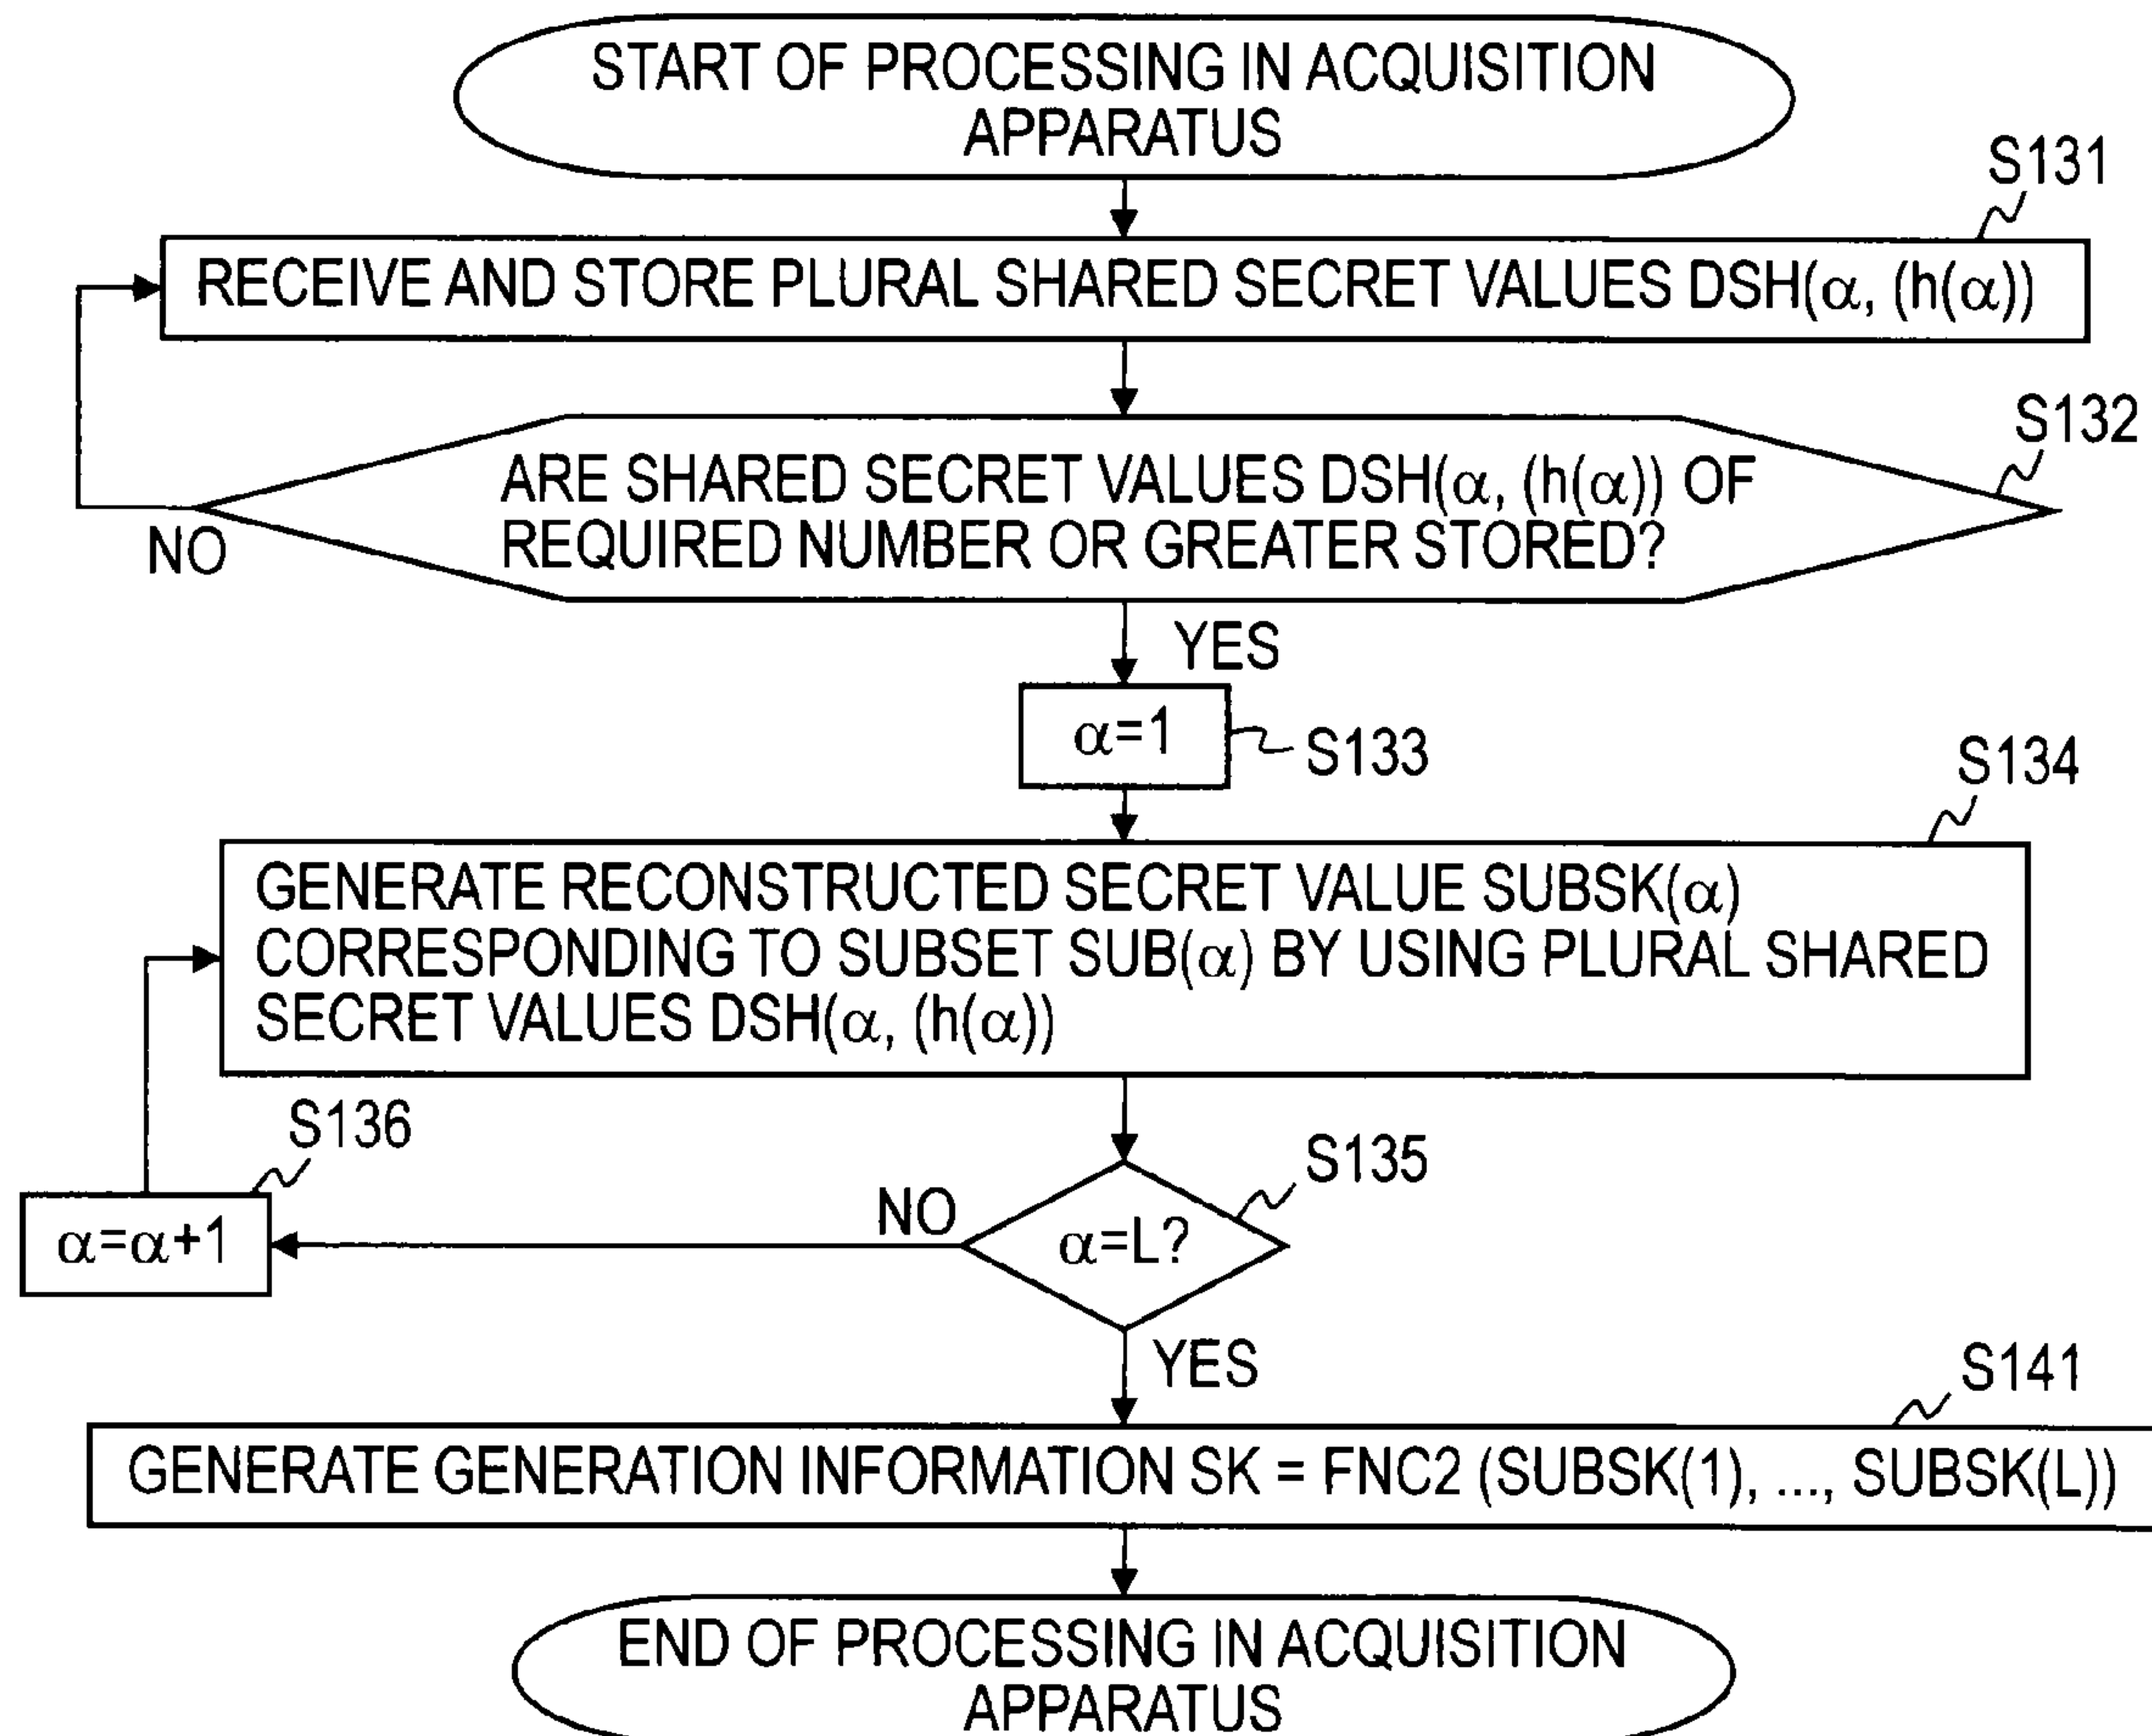 START OF PROCESSING IN ACQUISITION
APPARATUS
S131
RECEIVE AND STORE PLURAL SHARED SECRET VALUES DSH(α, (h(α))
S132
ARE SHARED SECRET VALUES DSH(α, (h(α)) OF
REQUIRED NUMBER OR GREATER STORED?
NO
YES
α=1
S133
S134
GENERATE RECONSTRUCTED SECRET VALUE SUBSK(α)
CORRESPONDING TO SUBSET SUB(α) BY USING PLURAL SHARED
SECRET VALUES DSH(α, (h(α))
S136
S135
NO
α=α+1
α=L?
YES
S141
GENERATE GENERATION INFORMATION SK = FNC2 (SUBSK(1), ..., SUBSK(L))
END OF PROCESSING IN ACQUISITION
APPARATUS